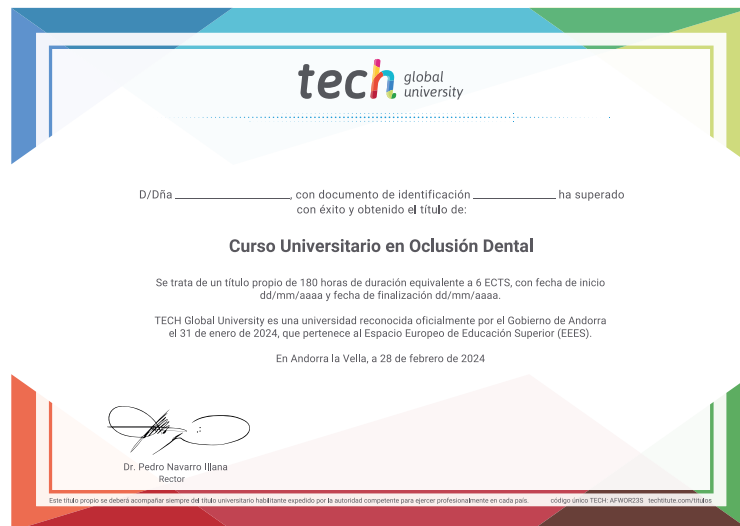 tech global university
D/Dña ____________________, con documento de identificación ______________ ha superado
con éxito y obtenido el título de:
Curso Universitario en Oclusión Dental
Se trata de un título propio de 180 horas de duración equivalente a 6 ECTS, con fecha de inicio
dd/mm/aaaa y fecha de finalización dd/mm/aaaa.
TECH Global University es una universidad reconocida oficialmente por el Gobierno de Andorra
el 31 de enero de 2024, que pertenece al Espacio Europeo de Educación Superior (EEES).
En Andorra la Vella, a 28 de febrero de 2024
Dr. Pedro Navarro Illana
Rector
Este título propio se deberá acompañar siempre del título universitario habilitante expedido por la autoridad competente para ejercer profesionalmente en cada país. código único TECH: AFWOR23S techtitute.com/titulos